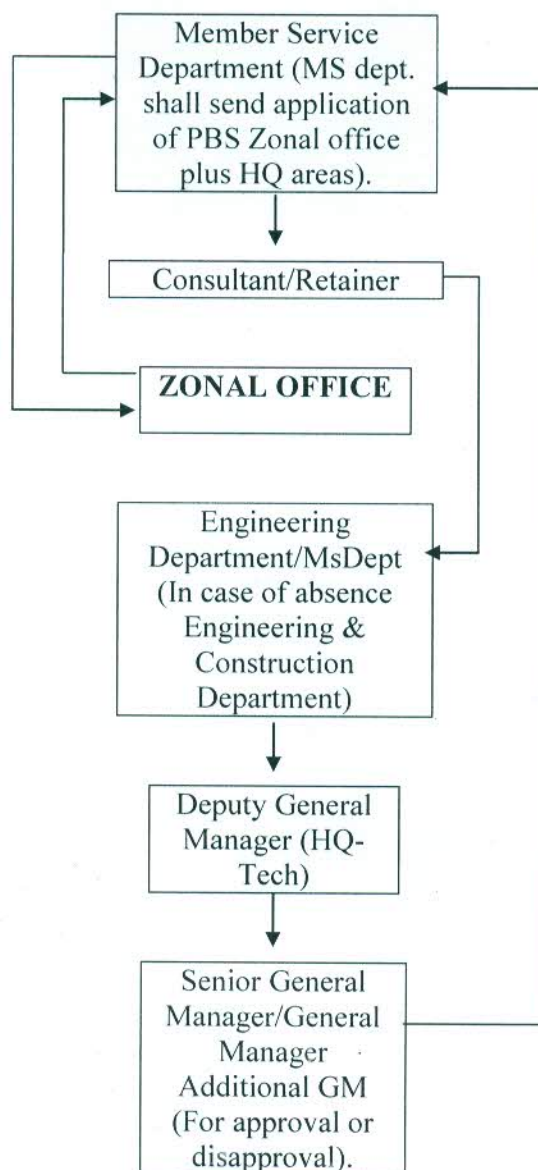 Member Service
Department (MS dept.
shall send application
of PBS Zonal office
plus HQ areas).
Consultant/Retainer
ZONAL OFFICE
Engineering
Department/MsDept
(In case of absence
Engineering &
Construction
Department)
Deputy General
Manager (HQ-
Tech)
Senior General
Manager/General
Manager
Additional GM
(For approval or
disapproval).